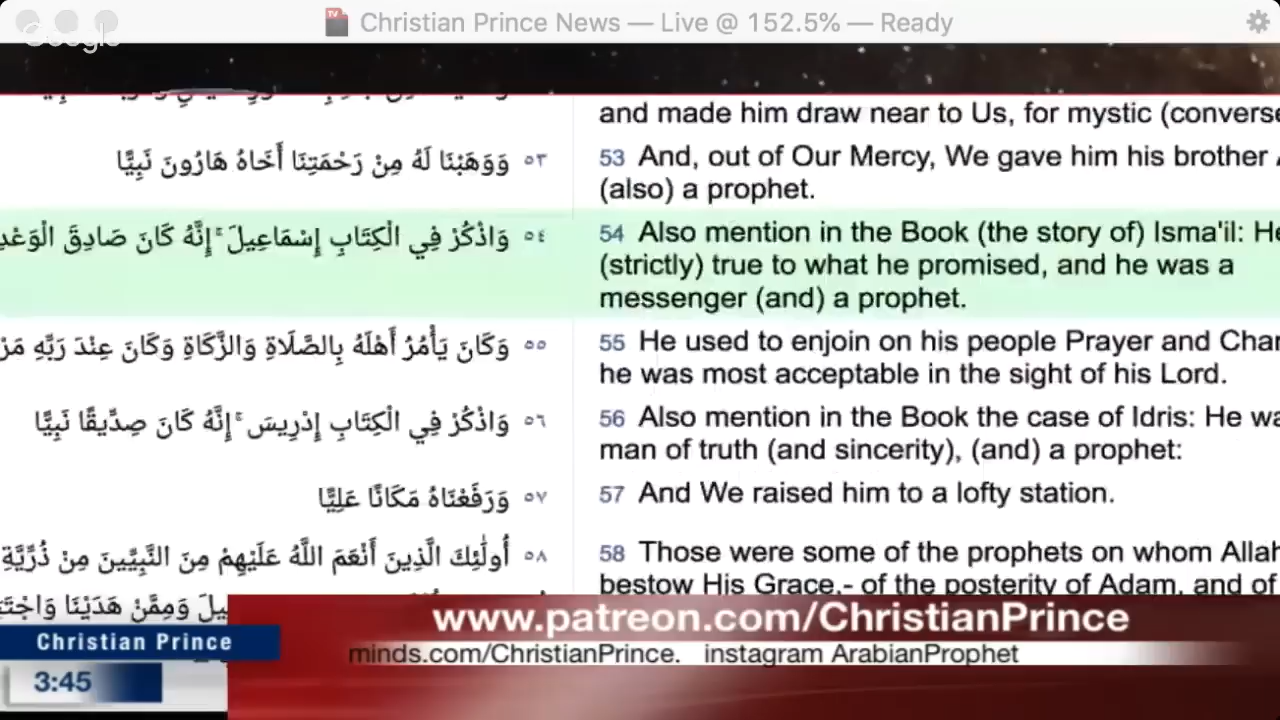 Christian Prince News — Live @ 152.5% — Ready
Google
and made him draw near to Us, for mystic
وَوَهَبْنَا لَهُ مِنْ رَحْمَتِنَا أَخَاهُ هَارُونَ نَبِيًّا ٥٣
53 And, out of Our Mercy, We gave him his brother
(also) a prophet.
وَاذْكُرْ فِي الْكِتَابِ إِسْمَاعِيلَ ۚ إِنَّهُ كَانَ صَادِقَ الْوَعْدِ ٥٤
54 Also mention in the Book (the story of) Isma'il: He
(strictly) true to what he promised, and he was a
messenger (and) a prophet.
وَكَانَ يَأْمُرُ أَهْلَهُ بِالصَّلَاةِ وَالزَّكَاةِ وَكَانَ عِنْدَ رَبِّهِ ٥٥
55 He used to enjoin on his people Prayer and
he was most acceptable in the sight of his Lord.
وَاذْكُرْ فِي الْكِتَابِ إِدْرِيسَ ۚ إِنَّهُ كَانَ صِدِّيقًا نَبِيًّا ٥٦
56 Also mention in the Book the case of Idris: He
man of truth (and sincerity), (and) a prophet:
وَرَفَعْنَاهُ مَكَانًا عَلِيًّا ٥٧
57 And We raised him to a lofty station.
أُولَٰئِكَ الَّذِينَ أَنْعَمَ اللَّهُ عَلَيْهِمْ مِنَ النَّبِيِّينَ مِنْ ذُرِّيَّةِ ٥٨
58 Those were some of the prophets on whom Allah
bestow His Grace,- of the posterity of Adam, and of
وَمِمَّنْ هَدَيْنَا
www.patreon.com/ChristianPrince
Christian Prince
minds.com/ChristianPrince. instagram ArabianProphet
3:45